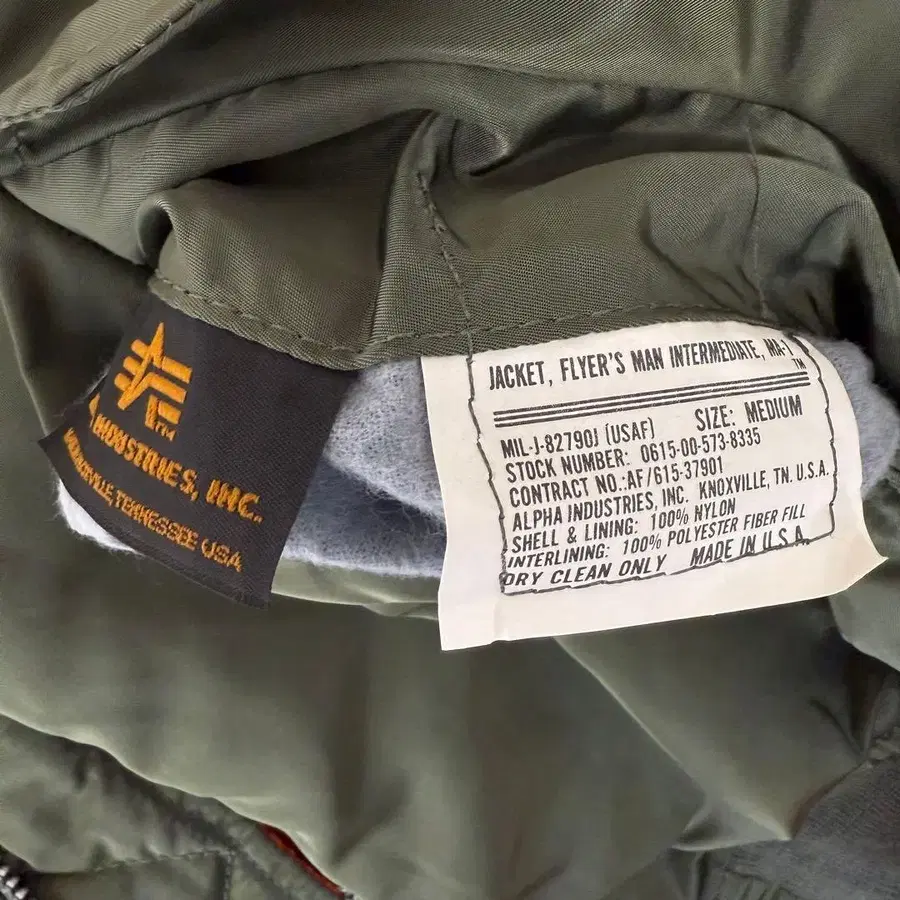 INDUSTRIES, INC.
KNOXVILLE, TENNESSEE USA
JACKET, FLYER'S MAN INTERMEDIATE, MA-1
TM
MIL-J-82790J (USAF) SIZE: MEDIUM
STOCK NUMBER: 0615-00-573-8335
CONTRACT NO.:AF/615-37901
ALPHA INDUSTRIES, INC. KNOXVILLE, TN. U.S.A.
SHELL & LINING: 100% NYLON
INTERLINING: 100% POLYESTER FIBER FILL
DRY CLEAN ONLY MADE IN U.S.A.